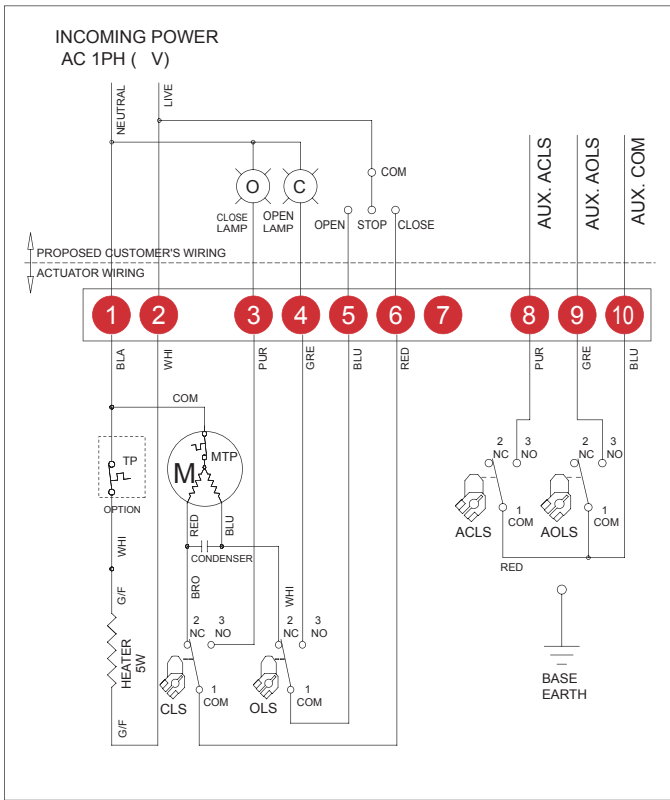 INCOMING POWER
AC 1PH ( V)
NEUTRAL
LIVE
O
C
CLOSE
LAMP
OPEN
LAMP
COM
OPEN
STOP
CLOSE
AUX. ACLS
AUX. AOLS
AUX. COM
PROPOSED CUSTOMER'S WIRING
ACTUATOR WIRING
1
2
3
4
5
6
7
8
9
10
BLA
WHI
PUR
GRE
BLU
RED
PUR
GRE
BLU
COM
TP
OPTION
M
MTP
RED
BLU
CONDENSER
WHI
G/F
HEATER
5W
G/F
BRO
WHI
2
NC
3
NO
1
COM
CLS
2
NC
3
NO
1
COM
OLS
2
NC
3
NO
1
COM
ACLS
2
NC
3
NO
1
COM
AOLS
RED
BASE
EARTH